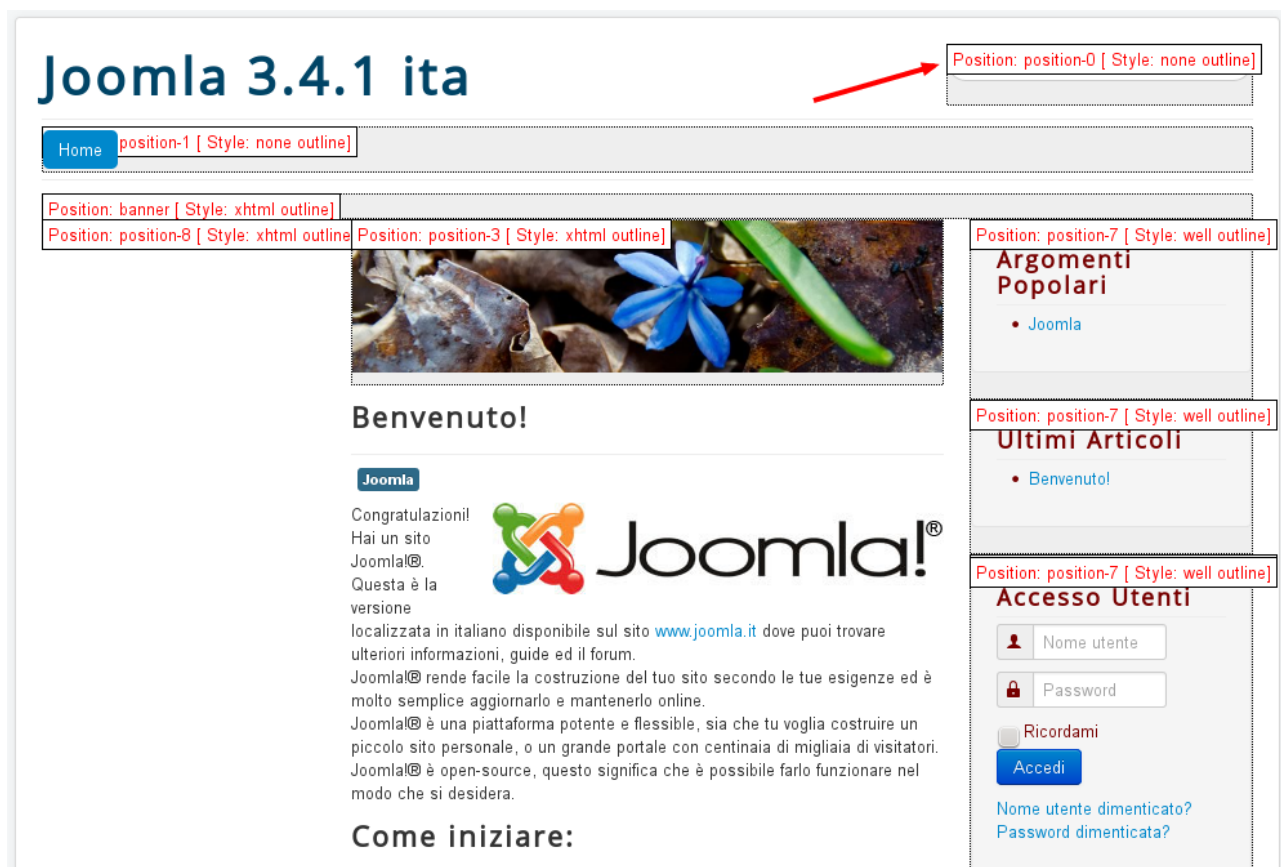 Joomla 3.4.1 ita
Position: position-0 [ Style: none outline]
Home
position-1 [ Style: none outline]
Position: banner [ Style: xhtml outline]
Position: position-8 [ Style: xhtml outline
Position: position-3 [ Style: xhtml outline]
Benvenuto!
Joomla
Congratulazioni!
Hai un sito
Joomla!®.
Questa è la
versione
Joomla!®
localizzata in italiano disponibile sul sito www.joomla.it dove puoi trovare
ulteriori informazioni, guide ed il forum.
Joomla!® rende facile la costruzione del tuo sito secondo le tue esigenze ed è
molto semplice aggiornarlo e mantenerlo online.
Joomla!® è una piattaforma potente e flessibile, sia che tu voglia costruire un
piccolo sito personale, o un grande portale con centinaia di migliaia di visitatori.
Joomla!® è open-source, questo significa che è possibile farlo funzionare nel
modo che si desidera.
Come iniziare:
Position: position-7 [ Style: well outline]
Argomenti
Popolari
Joomla
Position: position-7 [ Style: well outline]
Ultimi Articoli
Benvenuto!
Position: position-7 [ Style: well outline]
Accesso Utenti
Nome utente
Password
Ricordami
Accedi
Nome utente dimenticato?
Password dimenticata?